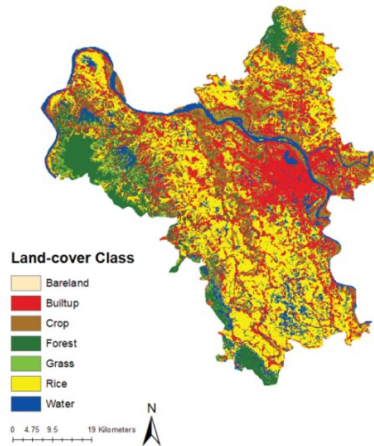 Land-cover Class
Bareland
Builtup
Crop
Forest
Grass
Rice
Water
N
0 4.75 9.5 19 Kilometers